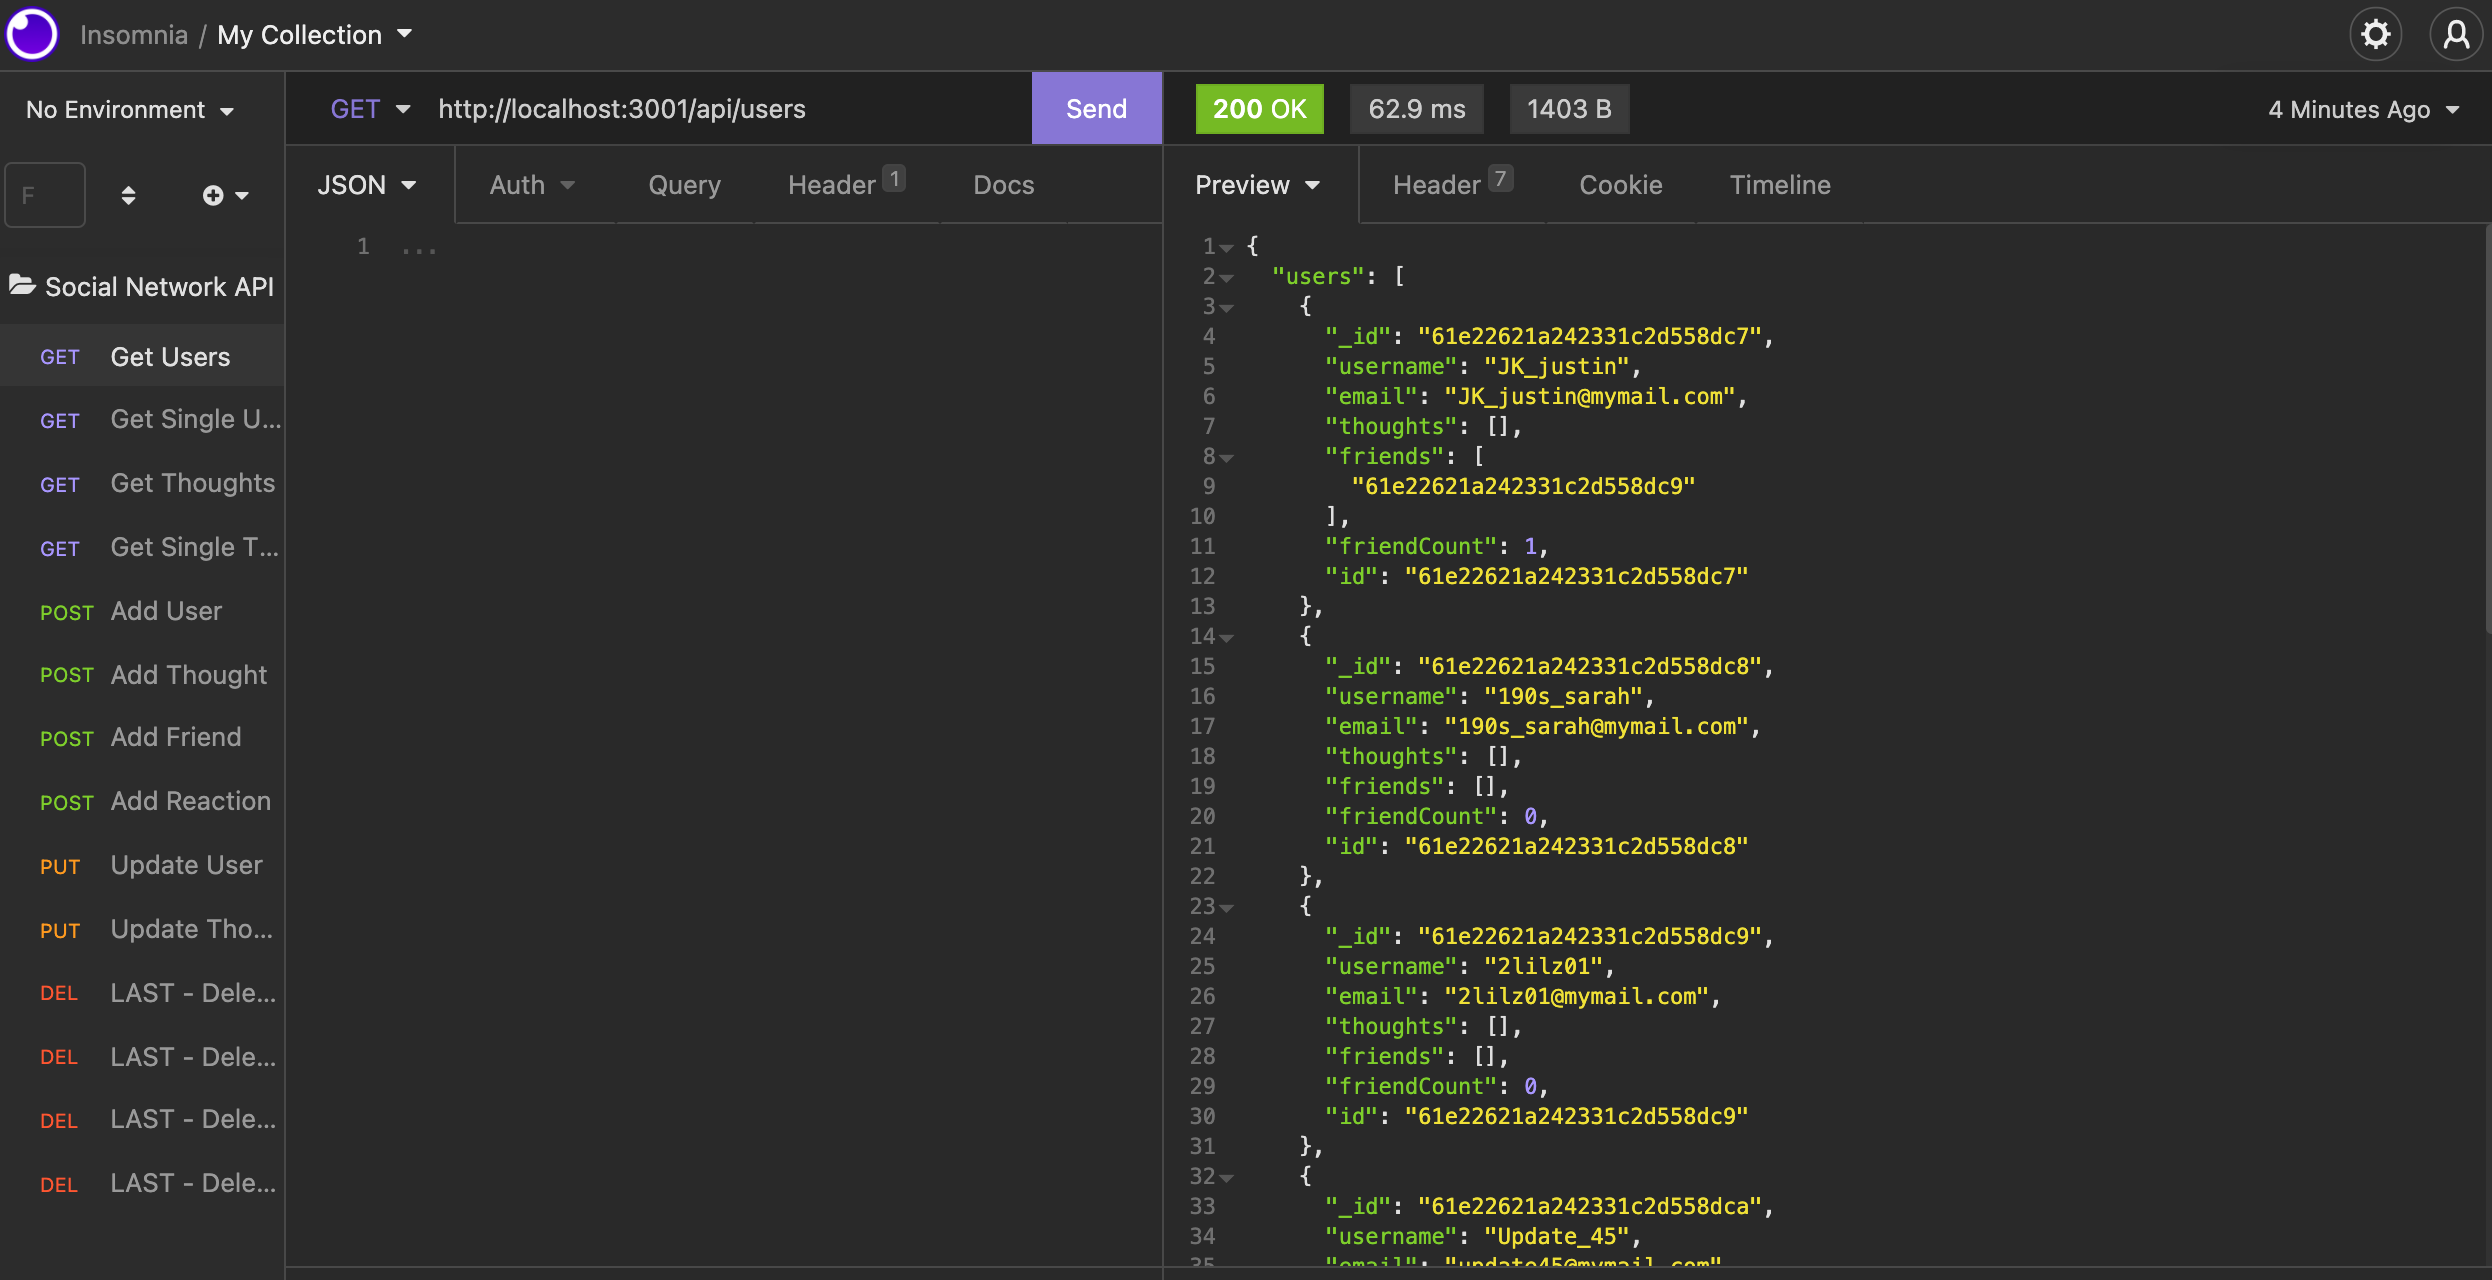 Insomnia / My Collection
No Environment
GET http://localhost:3001/api/users Send
200 OK 62.9 ms 1403 B 4 Minutes Ago
F
JSON Auth Query Header 1 Docs
Preview Header 7 Cookie Timeline
Social Network API
GET Get Users
GET Get Single U...
GET Get Thoughts
GET Get Single T...
POST Add User
POST Add Thought
POST Add Friend
POST Add Reaction
PUT Update User
PUT Update Tho...
DEL LAST - Dele...
DEL LAST - Dele...
DEL LAST - Dele...
DEL LAST - Dele...
1 ...
1 {
2 "users": [
3 {
4 "_id": "61e22621a242331c2d558dc7",
5 "username": "JK_justin",
6 "email": "JK_justin@mymail.com",
7 "thoughts": [],
8 "friends": [
9 "61e22621a242331c2d558dc9"
10 ],
11 "friendCount": 1,
12 "id": "61e22621a242331c2d558dc7"
13 },
14 {
15 "_id": "61e22621a242331c2d558dc8",
16 "username": "190s_sarah",
17 "email": "190s_sarah@mymail.com",
18 "thoughts": [],
19 "friends": [],
20 "friendCount": 0,
21 "id": "61e22621a242331c2d558dc8"
22 },
23 {
24 "_id": "61e22621a242331c2d558dc9",
25 "username": "2lilz01",
26 "email": "2lilz01@mymail.com",
27 "thoughts": [],
28 "friends": [],
29 "friendCount": 0,
30 "id": "61e22621a242331c2d558dc9"
31 },
32 {
33 "_id": "61e22621a242331c2d558dca",
34 "username": "Update_45",
35 "email": "update45@mymail.com"